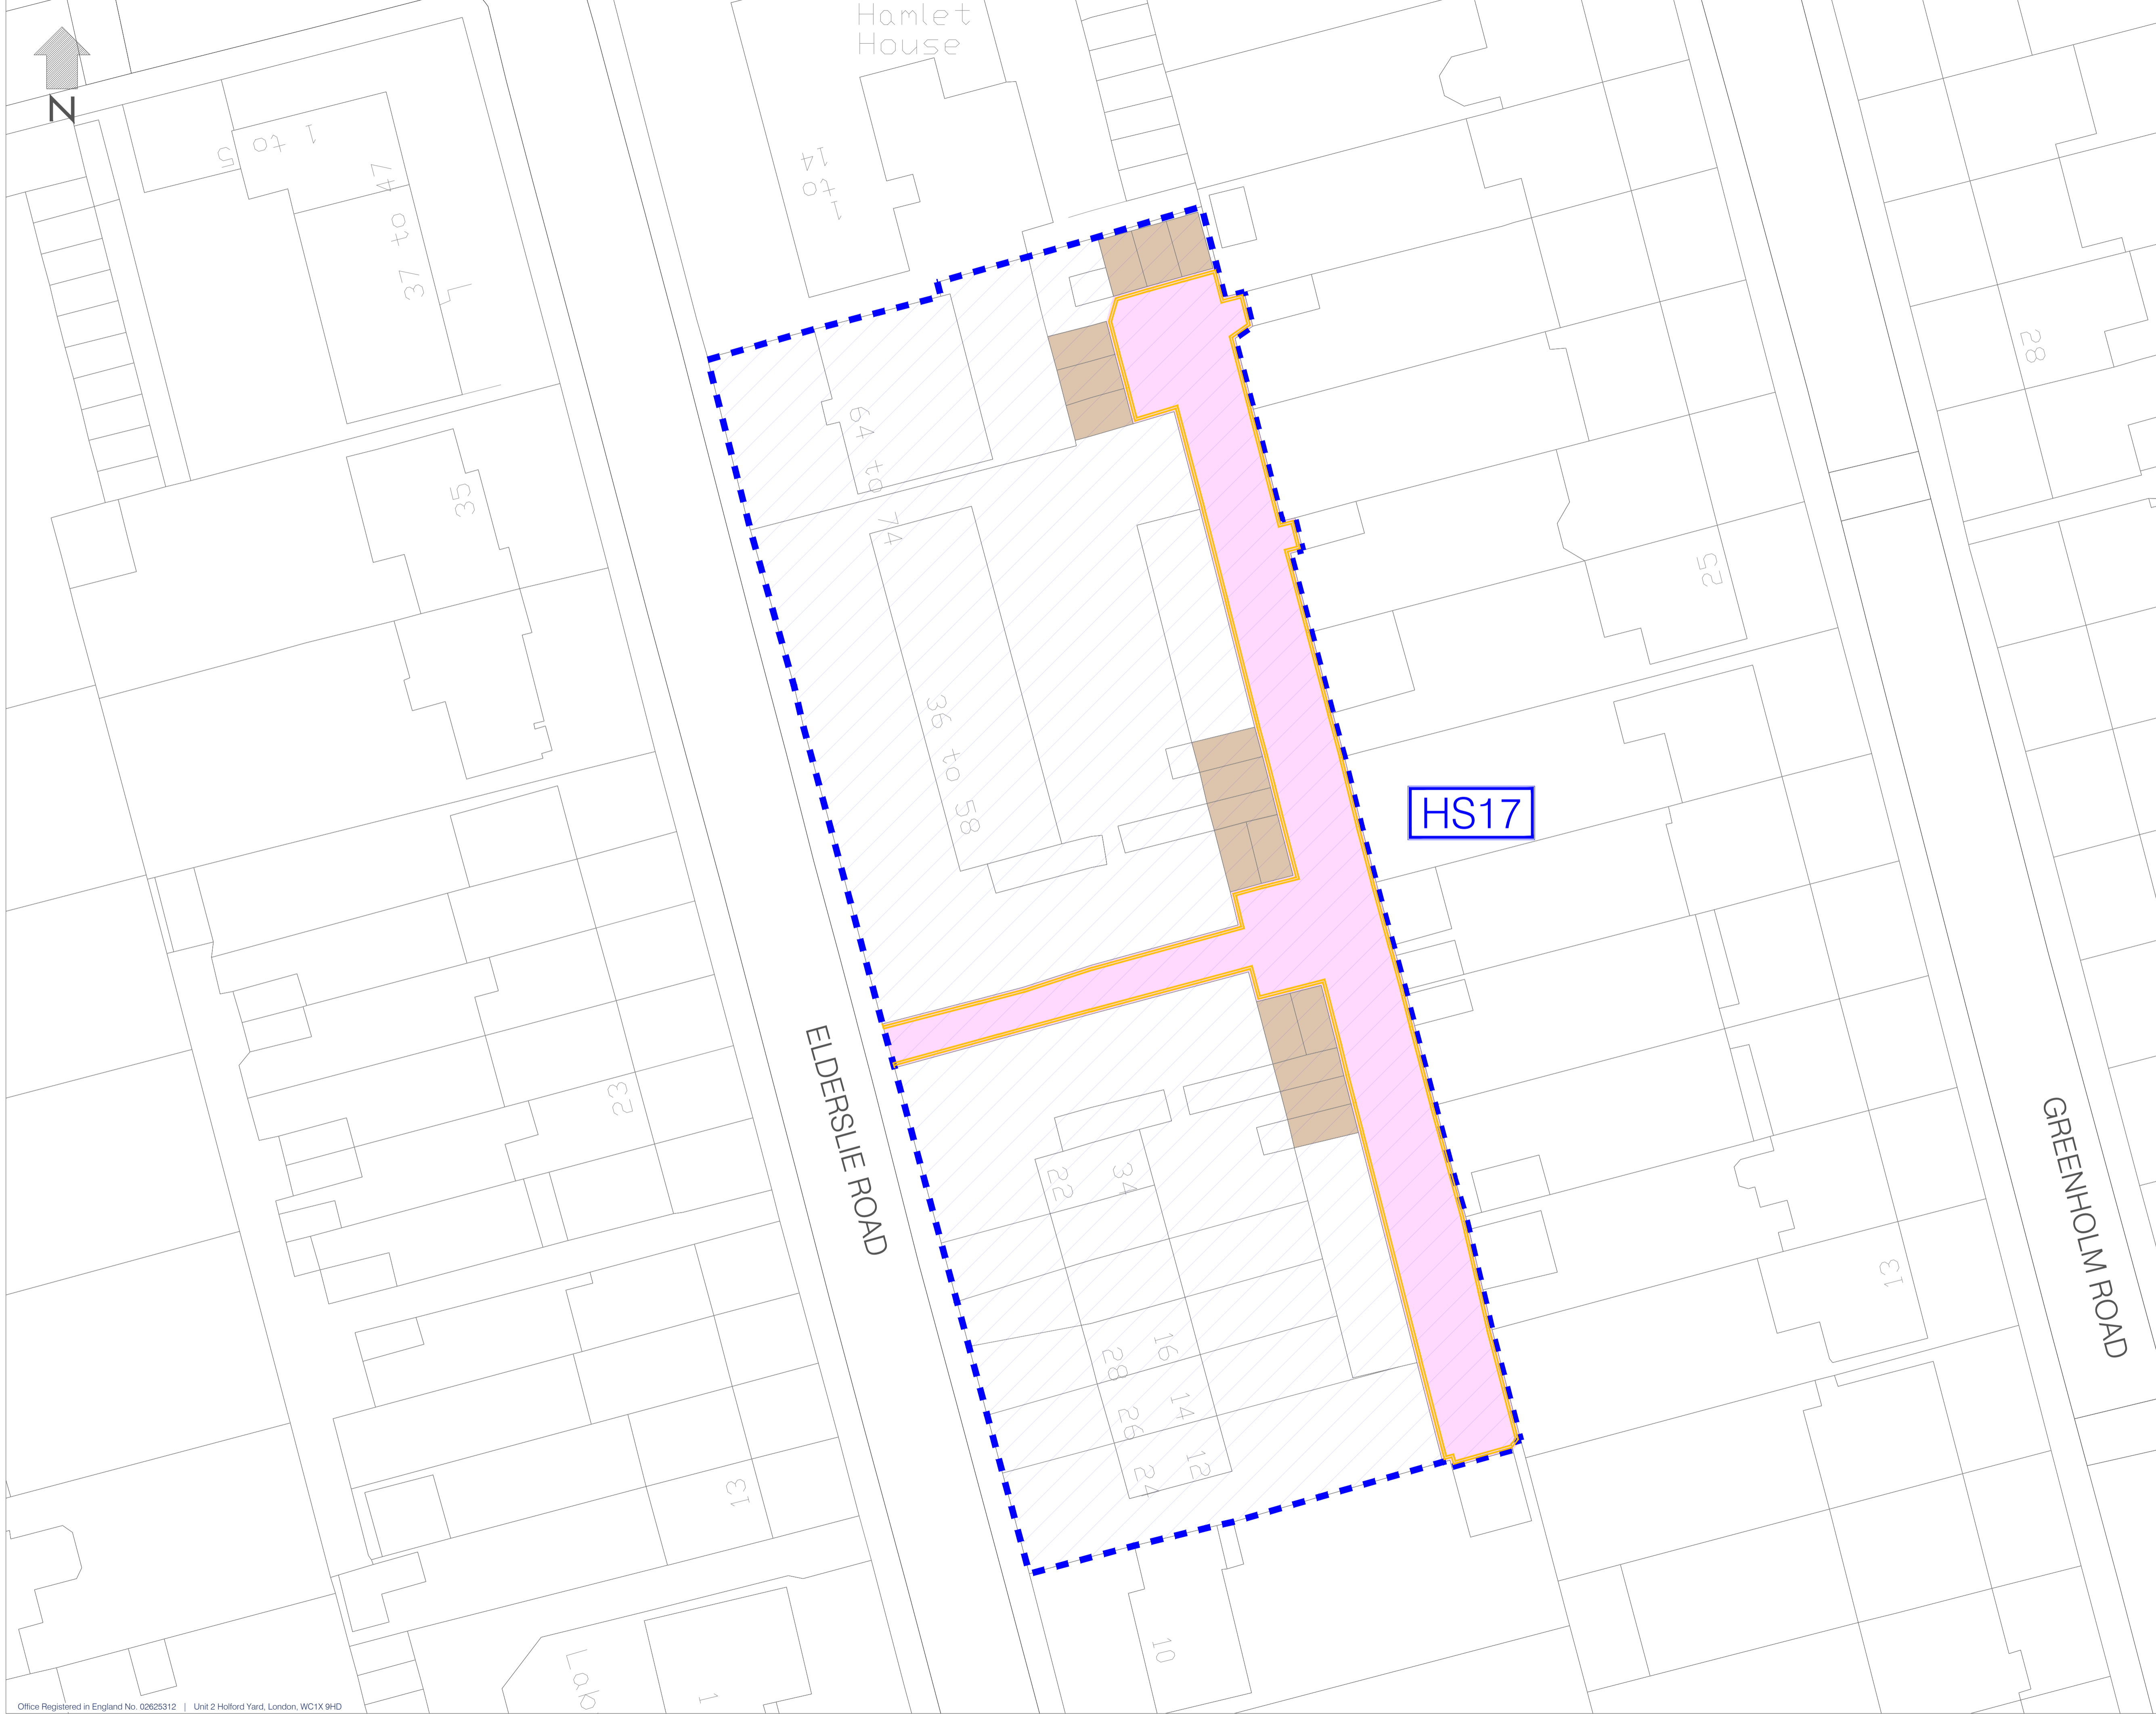 Hamlet
House
N
1 to 5
37 to 47
1 to 14
35
64 to 74
36 to 58
28
52
HS17
23
ELDERSLIE ROAD
GREENHOLM ROAD
22
34
16
28
14
26
12
24
13
13
10
1
Office Registered in England No. 02625312 | Unit 2 Holford Yard, London, WC1X 9HD